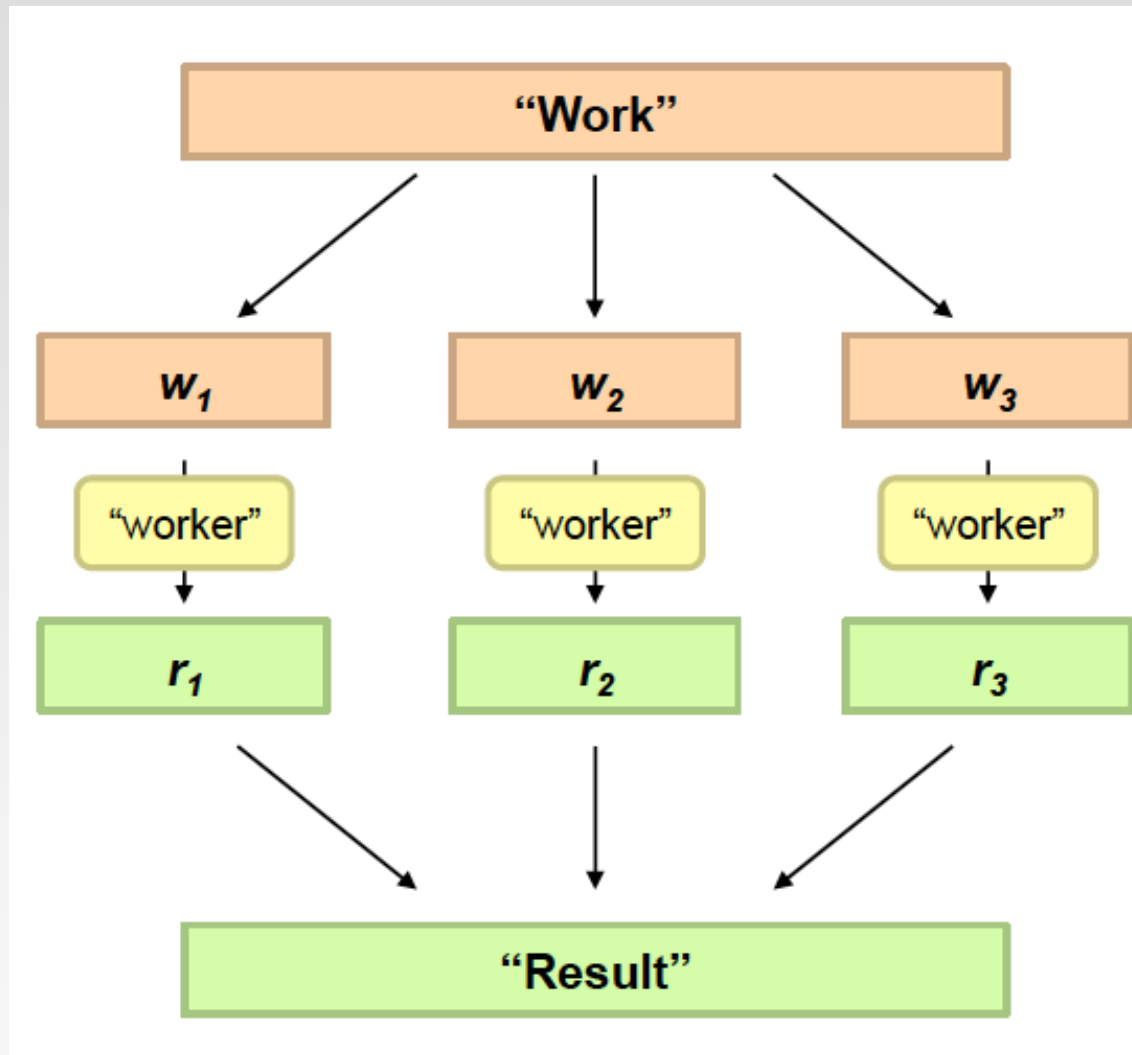 “Work”
w₁ w₂ w₃
“worker” “worker” “worker”
r₁ r₂ r₃
“Result”